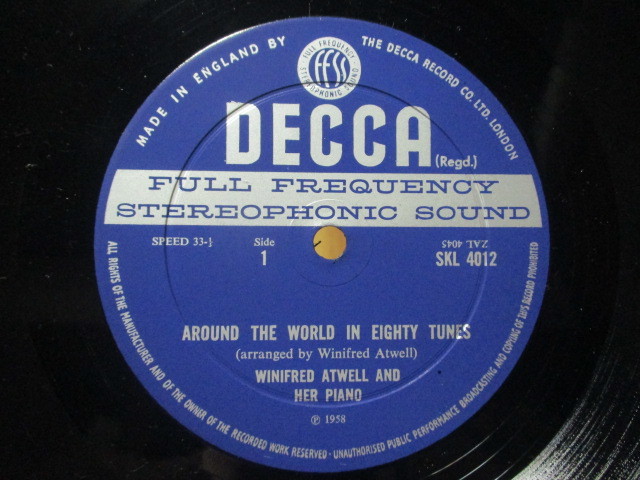 MADE IN ENGLAND BY
THE DECCA RECORD CO. LTD. LONDON
FULL FREQUENCY
FFSS
STEREOPHONIC SOUND
DECCA (Regd.)
FULL FREQUENCY
STEREOPHONIC SOUND
SPEED 33-⅓
Side
1
ZAL 4045
SKL 4012
AROUND THE WORLD IN EIGHTY TUNES
(arranged by Winifred Atwell)
WINIFRED ATWELL AND
HER PIANO
℗ 1958
ALL RIGHTS OF THE MANUFACTURER AND OF THE OWNER OF THE RECORDED WORK RESERVED · UNAUTHORISED PUBLIC PERFORMANCE BROADCASTING AND COPYING OF THIS RECORD PROHIBITED